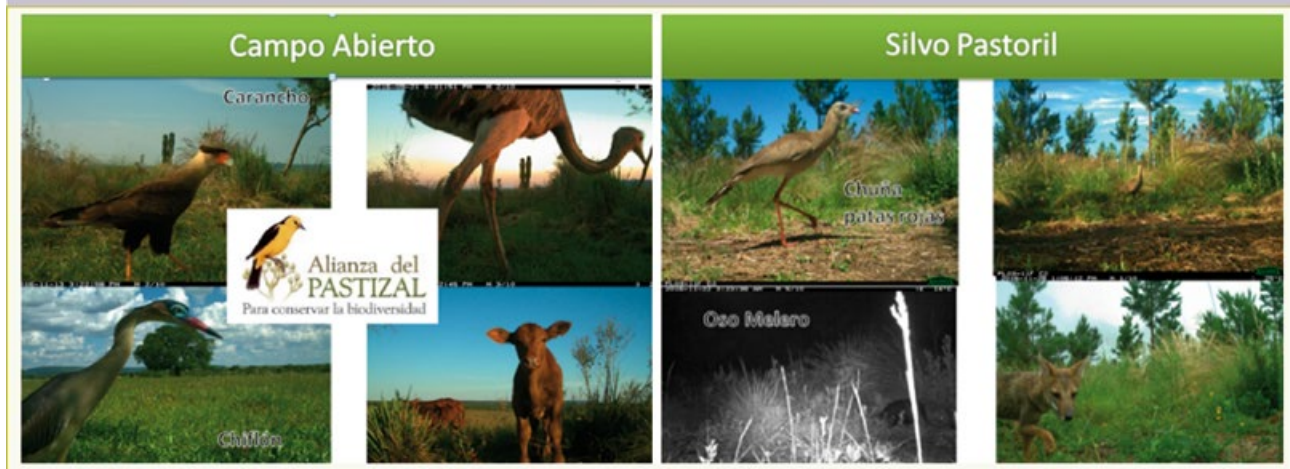 Campo Abierto
Silvo Pastoril
Carancho
Chuña
patas rojas
Alianza del
PASTIZAL
Para conservar la biodiversidad
Oso Melero
Chiflón